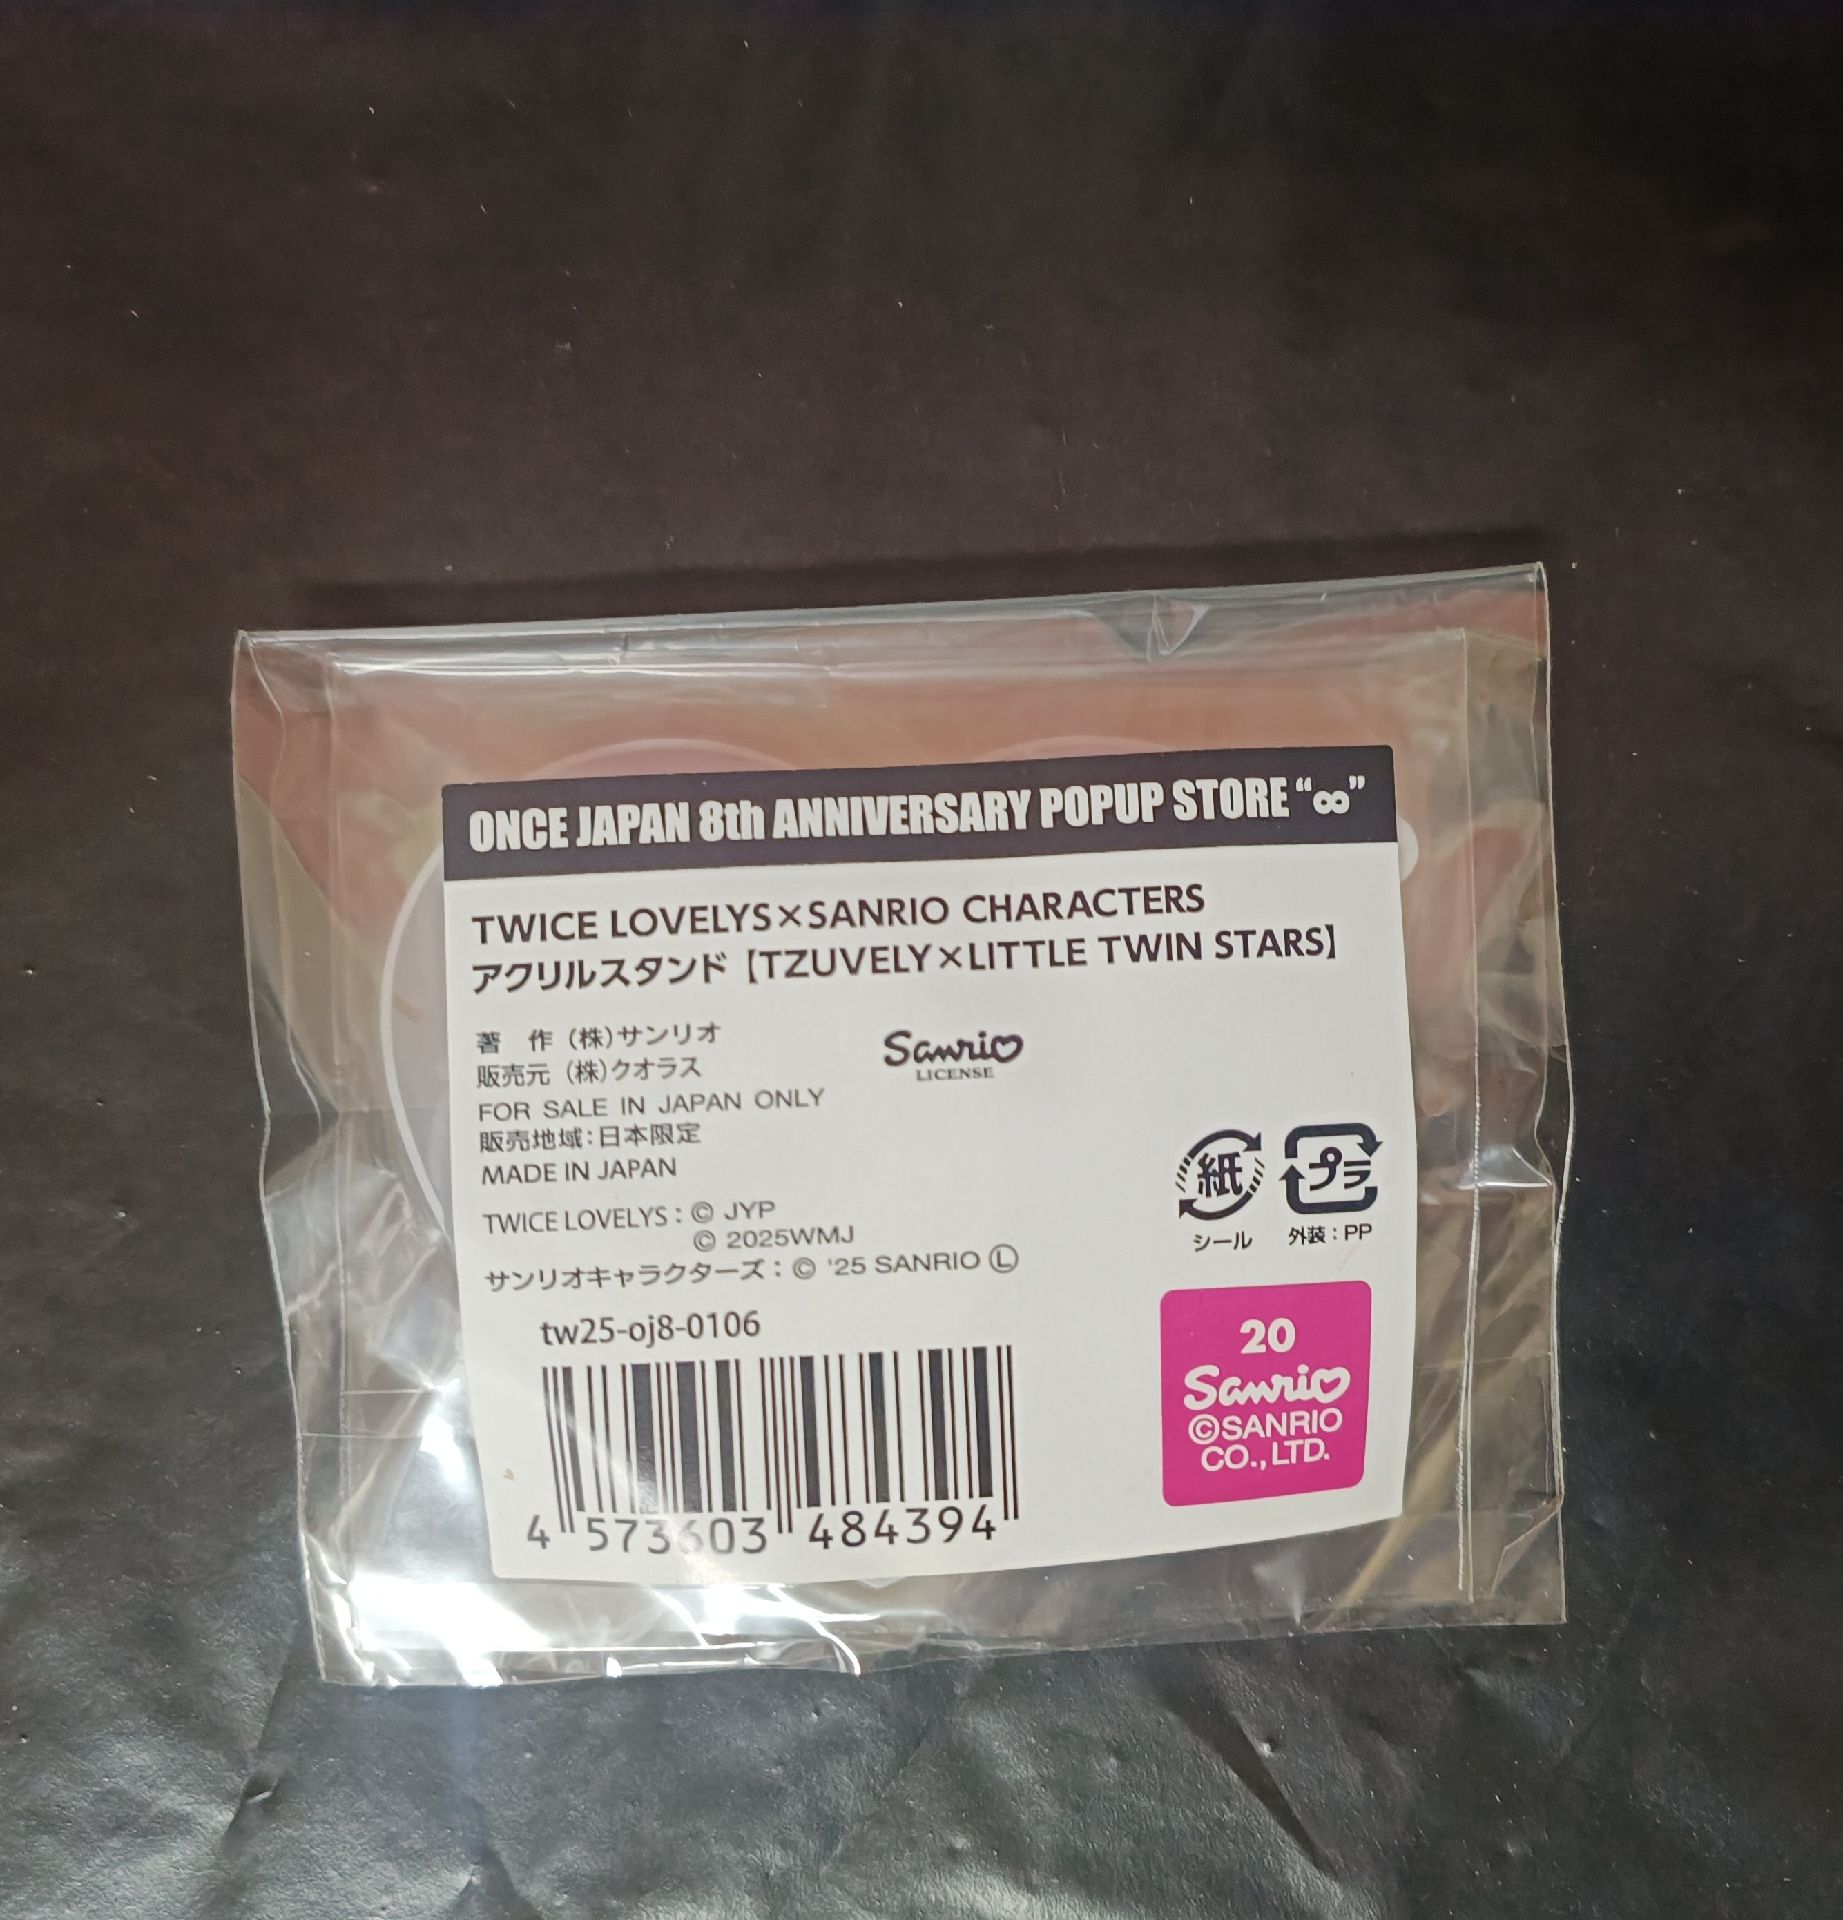 ONCE JAPAN 8th ANNIVERSARY POPUP STORE “∞”
TWICE LOVELYS×SANRIO CHARACTERS
アクリルスタンド【TZUVELY×LITTLE TWIN STARS】
著 作 (株)サンリオ
販売元 (株)クオラス
FOR SALE IN JAPAN ONLY
販売地域:日本限定
MADE IN JAPAN
Sanrio
LICENSE
TWICE LOVELYS : © JYP
© 2025WMJ
サンリオキャラクターズ : © '25 SANRIO Ⓛ
紙
シール
プラ
外装 : PP
tw25-oj8-0106
4 573603 484394
20
Sanrio
©SANRIO
CO., LTD.